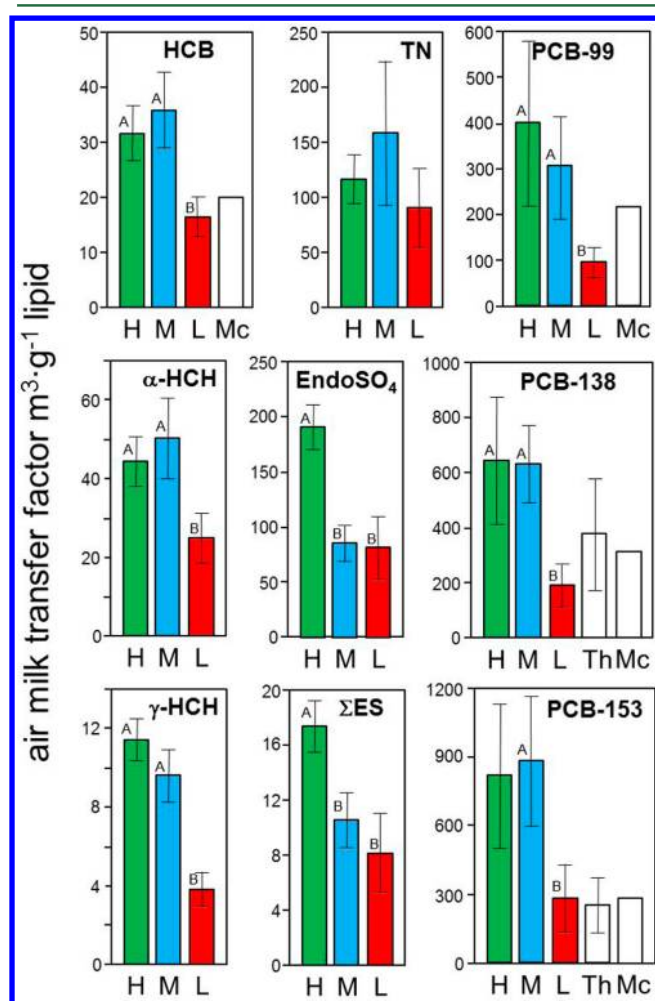 air milk transfer factor m³·g⁻¹ lipid
HCB
50
40
30
20
10
0
A
A
B
H M L Mc
TN
250
200
150
100
50
0
H M L
PCB-99
600
500
400
300
200
100
0
A
A
B
H M L Mc
α-HCH
80
60
40
20
0
A
A
B
H M L
EndoSO₄
250
200
150
100
50
0
A
B
B
H M L
PCB-138
1000
800
600
400
200
0
A
A
B
H M L Th Mc
γ-HCH
12
8
4
0
A
A
B
H M L
ΣES
20
16
12
8
4
0
A
B
B
H M L
PCB-153
1200
900
600
300
0
A
B
H M L Th Mc